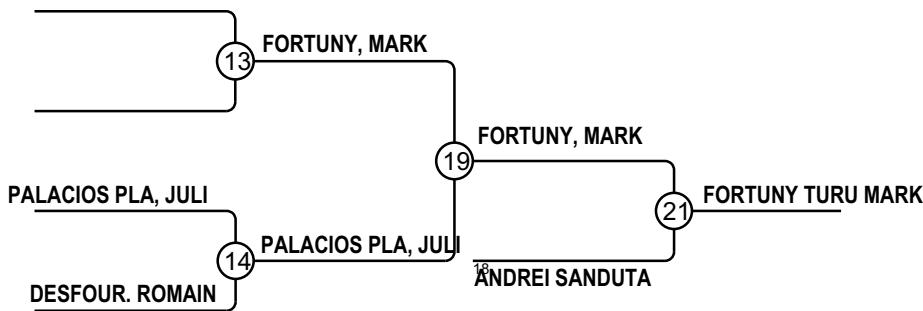 FORTUNY, MARK
13
FORTUNY, MARK
19
PALACIOS PLA, JULI
FORTUNY TURU MARK
21
PALACIOS PLA, JULI
14
18
ANDREI SANDUTA
DESFOUR. ROMAIN